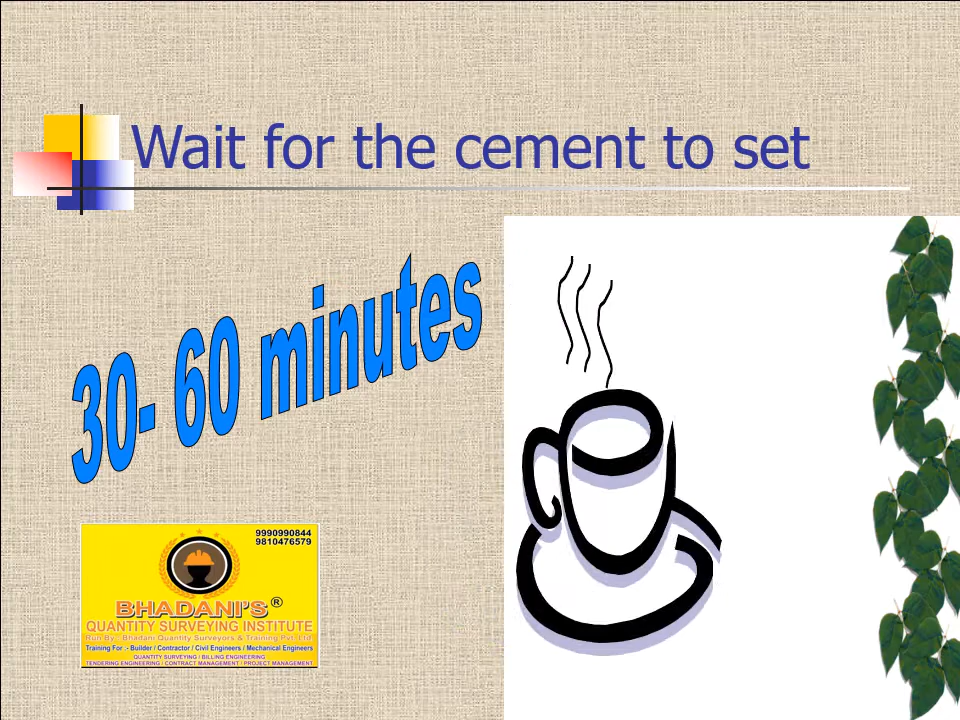 Wait for the cement to set
30- 60 minutes
9990990844
9810476579
BHADANI'S ®
QUANTITY SURVEYING INSTITUTE
Run By : Bhadani Quantity Surveyors & Training Pvt. Ltd.
Training For :- Builder / Contractor / Civil Engineers / Mechanical Engineers
QUANTITY SURVEYING / BILLING ENGINEERING
TENDERING ENGINEERING / CONTRACT MANAGEMENT / PROJECT MANAGEMENT